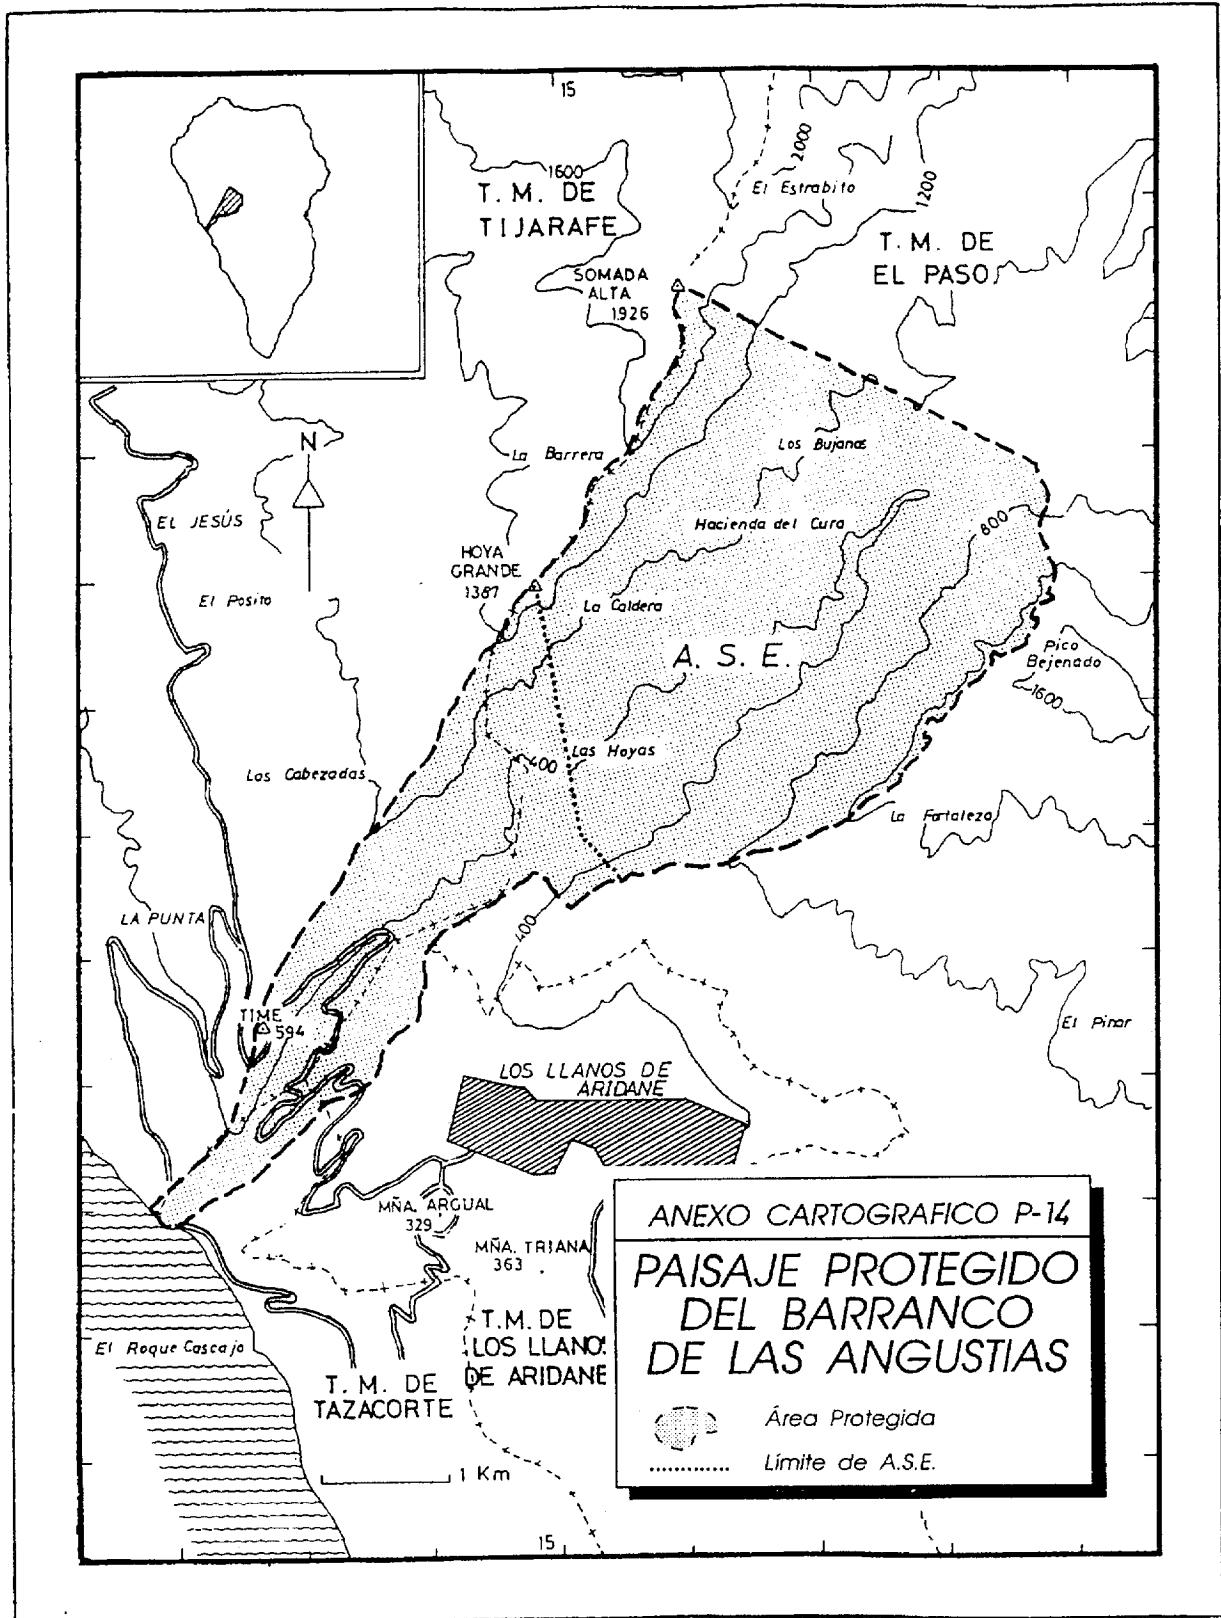 15
1600
T. M. DE
TIJARAFE
2000
El Estrabito
1200
T. M. DE
EL PASO
SOMADA
ALTA
1926
N
La Barrera
Los Bujanas
EL JESÚS
Hacienda del Cura
800
HOYA
GRANDE
1387
El Posito
La Caldera
A. S. E.
Pico
Bejenado
1600
Las Hoyas
400
Las Cabezadas
La Fortaleza
LA PUNTA
400
TIME
594
El Pinar
LOS LLANOS DE
ARIDANE
MÑA. ARGUAL
329
MÑA. TRIANA
363
El Roque Cascajo
T.M. DE
LOS LLANOS
DE ARIDANE
T. M. DE
TAZACORTE
1 Km
15
ANEXO CARTOGRAFICO P-14
PAISAJE PROTEGIDO
DEL BARRANCO
DE LAS ANGUSTIAS
Área Protegida
Límite de A.S.E.